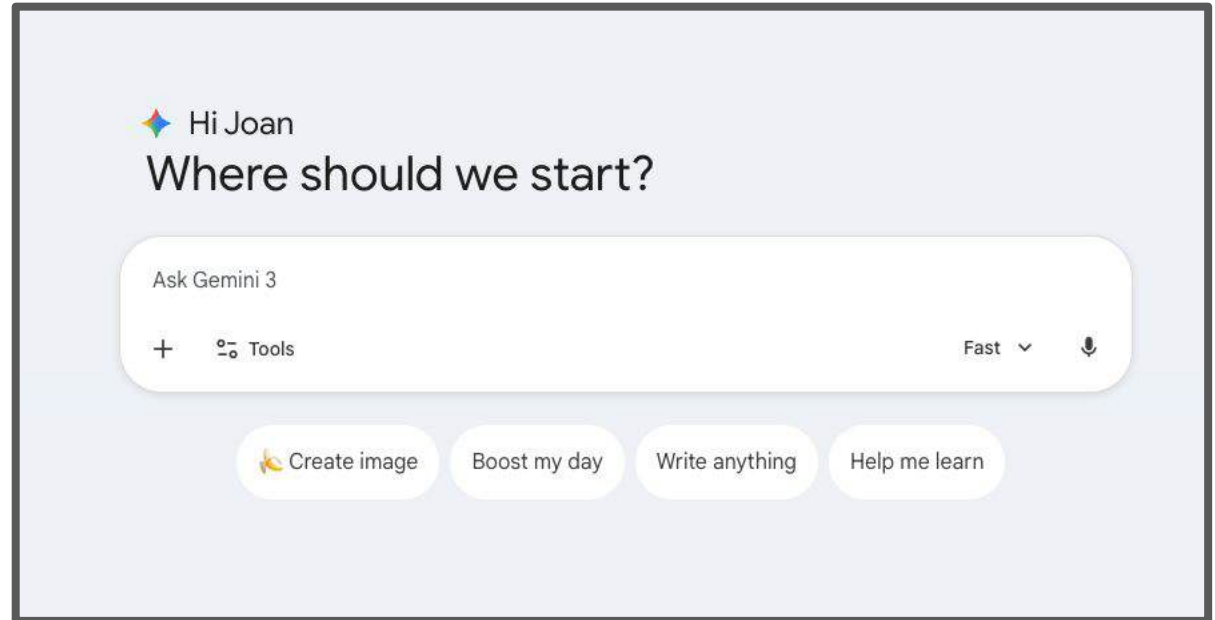 Hi Joan
Where should we start?
Ask Gemini 3
Tools Fast
Create image Boost my day Write anything Help me learn